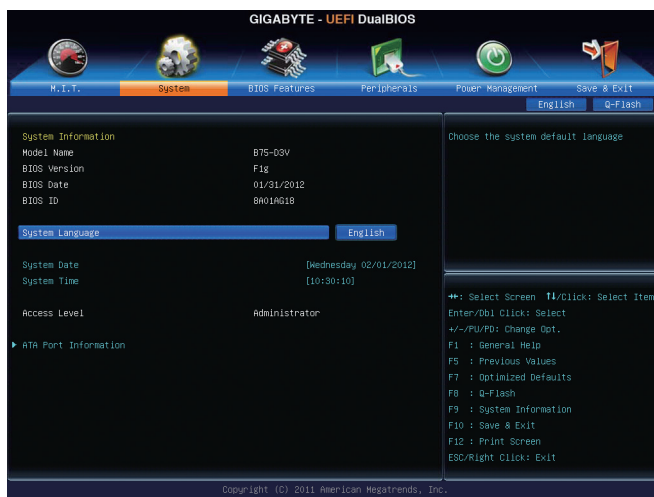 GIGABYTE - UEFI DualBIOS
M.I.T.
System
BIOS Features
Peripherals
Power Management
Save & Exit
English
Q-Flash
System Information
Model Name B75-D3V
BIOS Version F1g
BIOS Date 01/31/2012
BIOS ID 8A01AG18
System Language English
System Date [Wednesday 02/01/2012]
System Time [10:30:10]
Access Level Administrator
ATA Port Information
Choose the system default language
→←: Select Screen ↑↓/Click: Select Item
Enter/Dbl Click: Select
+/-/PU/PD: Change Opt.
F1 : General Help
F5 : Previous Values
F7 : Optimized Defaults
F8 : Q-Flash
F9 : System Information
F10 : Save & Exit
F12 : Print Screen
ESC/Right Click: Exit
Copyright (C) 2011 American Megatrends, Inc.